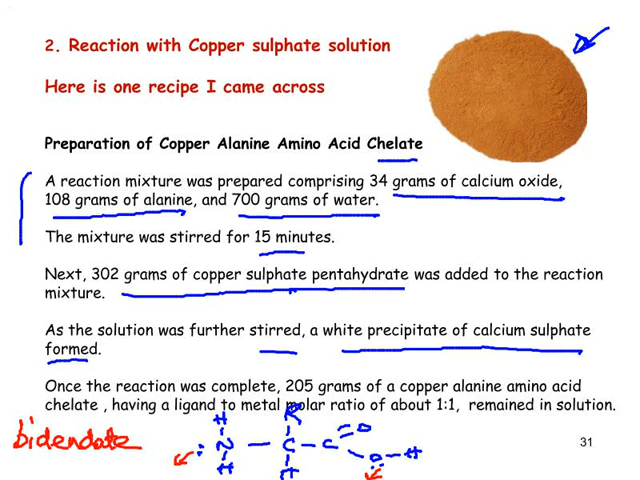 2. Reaction with Copper sulphate solution
Here is one recipe I came across
Preparation of Copper Alanine Amino Acid Chelate
A reaction mixture was prepared comprising 34 grams of calcium oxide,
108 grams of alanine, and 700 grams of water.
The mixture was stirred for 15 minutes.
Next, 302 grams of copper sulphate pentahydrate was added to the reaction
mixture.
As the solution was further stirred, a white precipitate of calcium sulphate
formed.
Once the reaction was complete, 205 grams of a copper alanine amino acid
chelate , having a ligand to metal molar ratio of about 1:1, remained in solution.
bidendate
H R
N - C - C = O
O - H
H H
31